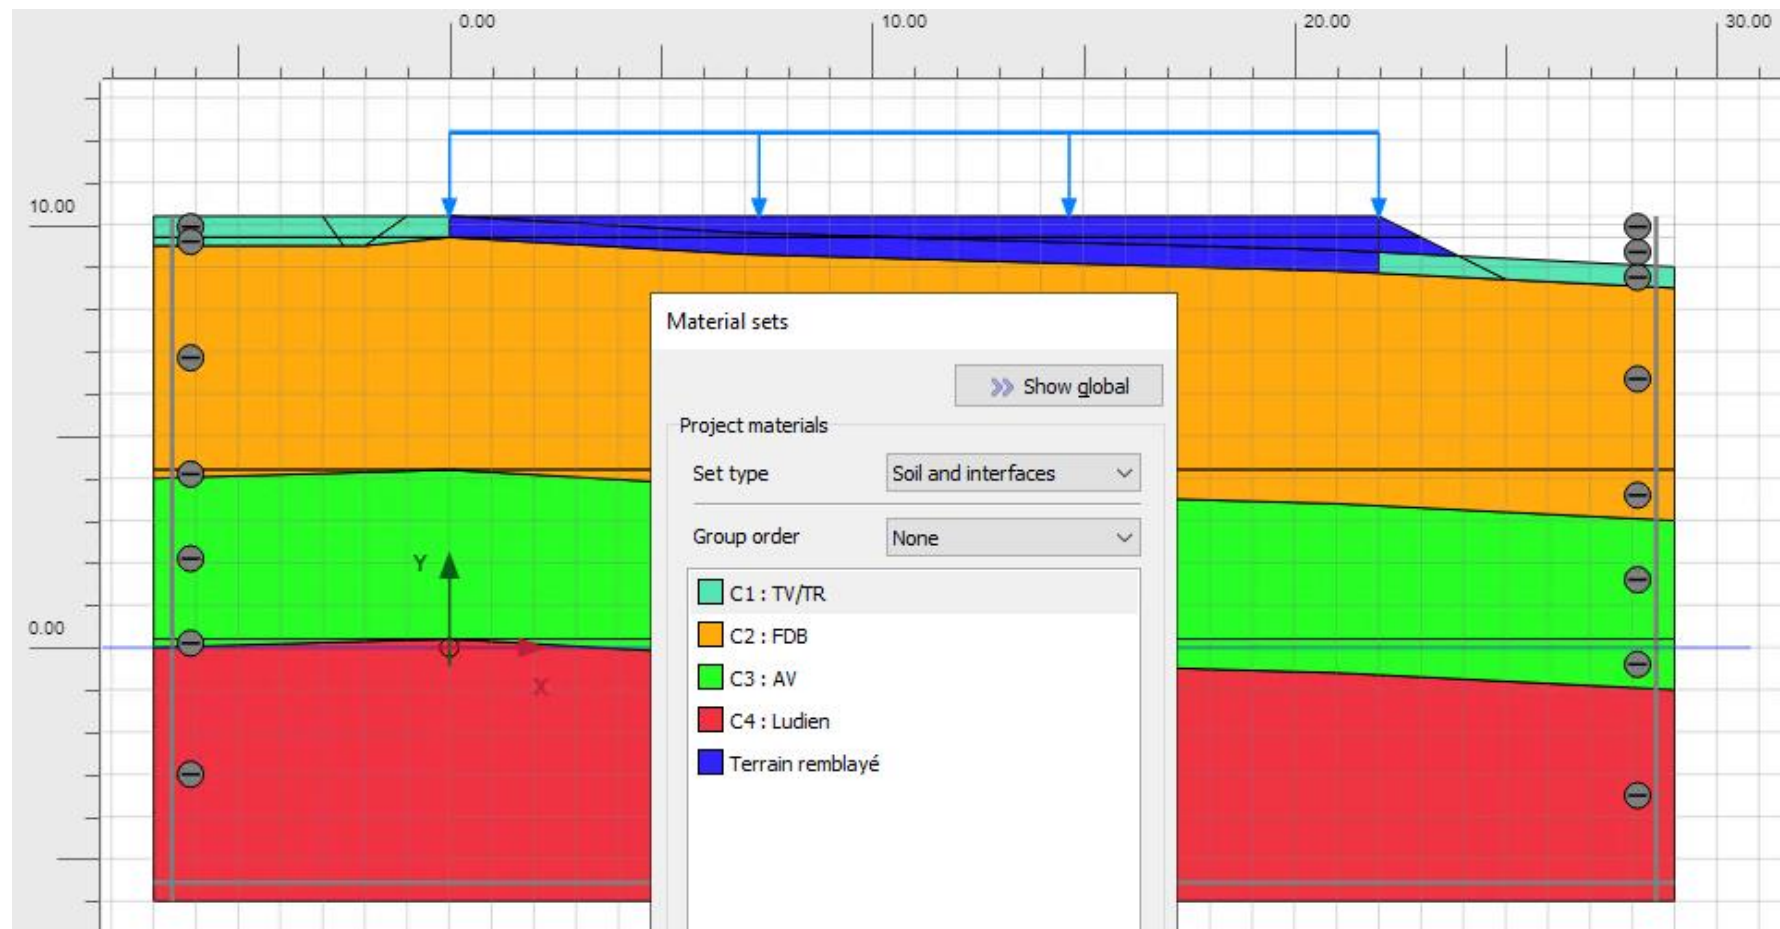 0.00 10.00 20.00 30.00
10.00
Material sets
Show global
Project materials
Set type Soil and interfaces
Group order None
Y
C1 : TV/TR
0.00
C2 : FDB
C3 : AV
X
C4 : Ludien
Terrain remblayé